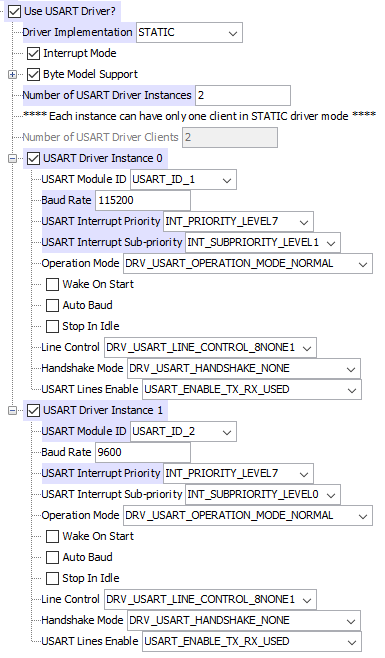 Use USART Driver?
Driver Implementation STATIC
Interrupt Mode
Byte Model Support
Number of USART Driver Instances 2
**** Each instance can have only one client in STATIC driver mode ****
Number of USART Driver Clients 2
USART Driver Instance 0
USART Module ID USART_ID_1
Baud Rate 115200
USART Interrupt Priority INT_PRIORITY_LEVEL7
USART Interrupt Sub-priority INT_SUBPRIORITY_LEVEL1
Operation Mode DRV_USART_OPERATION_MODE_NORMAL
Wake On Start
Auto Baud
Stop In Idle
Line Control DRV_USART_LINE_CONTROL_8NONE1
Handshake Mode DRV_USART_HANDSHAKE_NONE
USART Lines Enable USART_ENABLE_TX_RX_USED
USART Driver Instance 1
USART Module ID USART_ID_2
Baud Rate 9600
USART Interrupt Priority INT_PRIORITY_LEVEL7
USART Interrupt Sub-priority INT_SUBPRIORITY_LEVEL0
Operation Mode DRV_USART_OPERATION_MODE_NORMAL
Wake On Start
Auto Baud
Stop In Idle
Line Control DRV_USART_LINE_CONTROL_8NONE1
Handshake Mode DRV_USART_HANDSHAKE_NONE
USART Lines Enable USART_ENABLE_TX_RX_USED